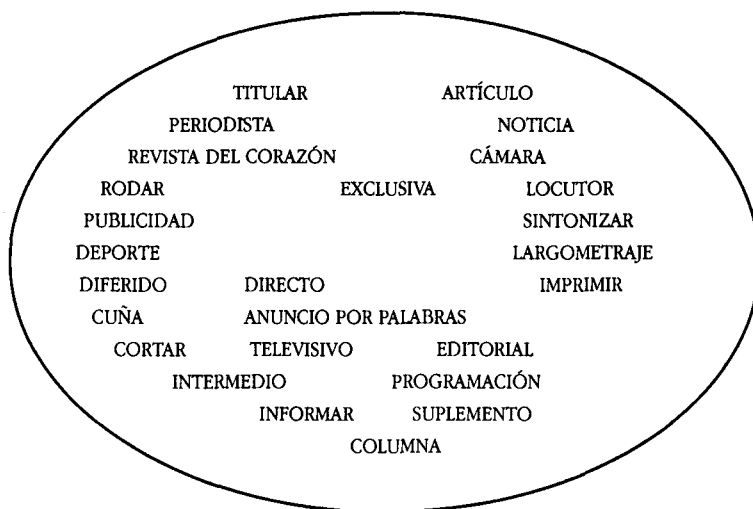 TITULAR ARTÍCULO
PERIODISTA NOTICIA
REVISTA DEL CORAZÓN CÁMARA
RODAR EXCLUSIVA LOCUTOR
PUBLICIDAD SINTONIZAR
DEPORTE LARGOMETRAJE
DIFERIDO DIRECTO IMPRIMIR
CUÑA ANUNCIO POR PALABRAS
CORTAR TELEVISIVO EDITORIAL
INTERMEDIO PROGRAMACIÓN
INFORMAR SUPLEMENTO
COLUMNA